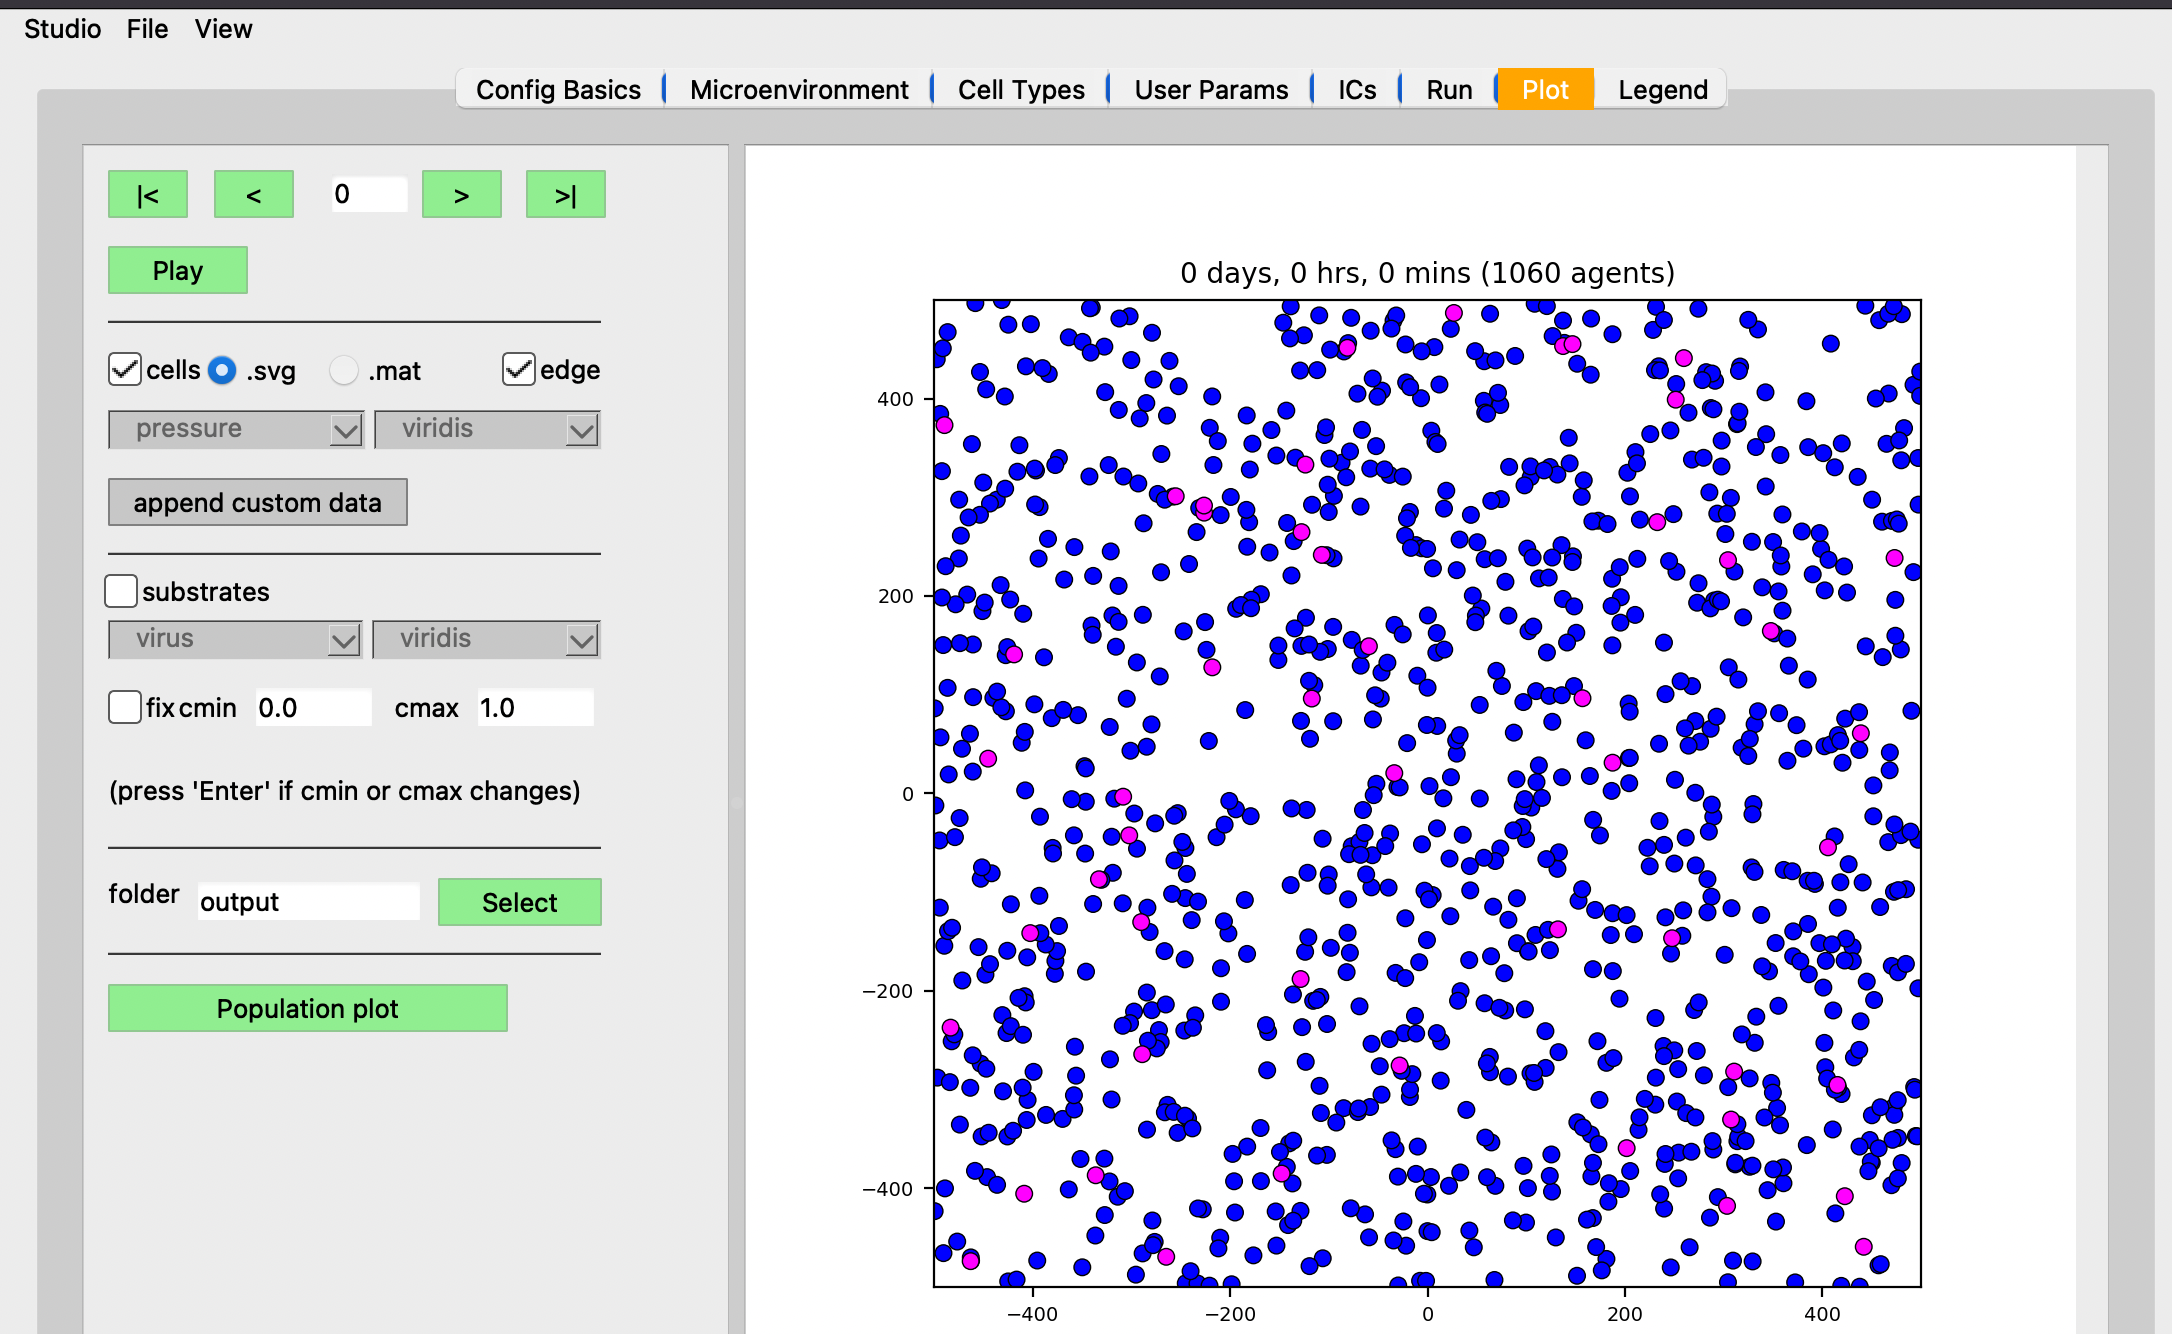 Studio File View
Config Basics Microenvironment Cell Types User Params ICs Run Plot Legend
|< < 0 > >|
Play
cells .svg .mat edge
pressure viridis
append custom data
substrates
virus viridis
fix cmin 0.0 cmax 1.0
(press 'Enter' if cmin or cmax changes)
folder output Select
Population plot
0 days, 0 hrs, 0 mins (1060 agents)
400
200
0
−200
−400
−400 −200 0 200 400